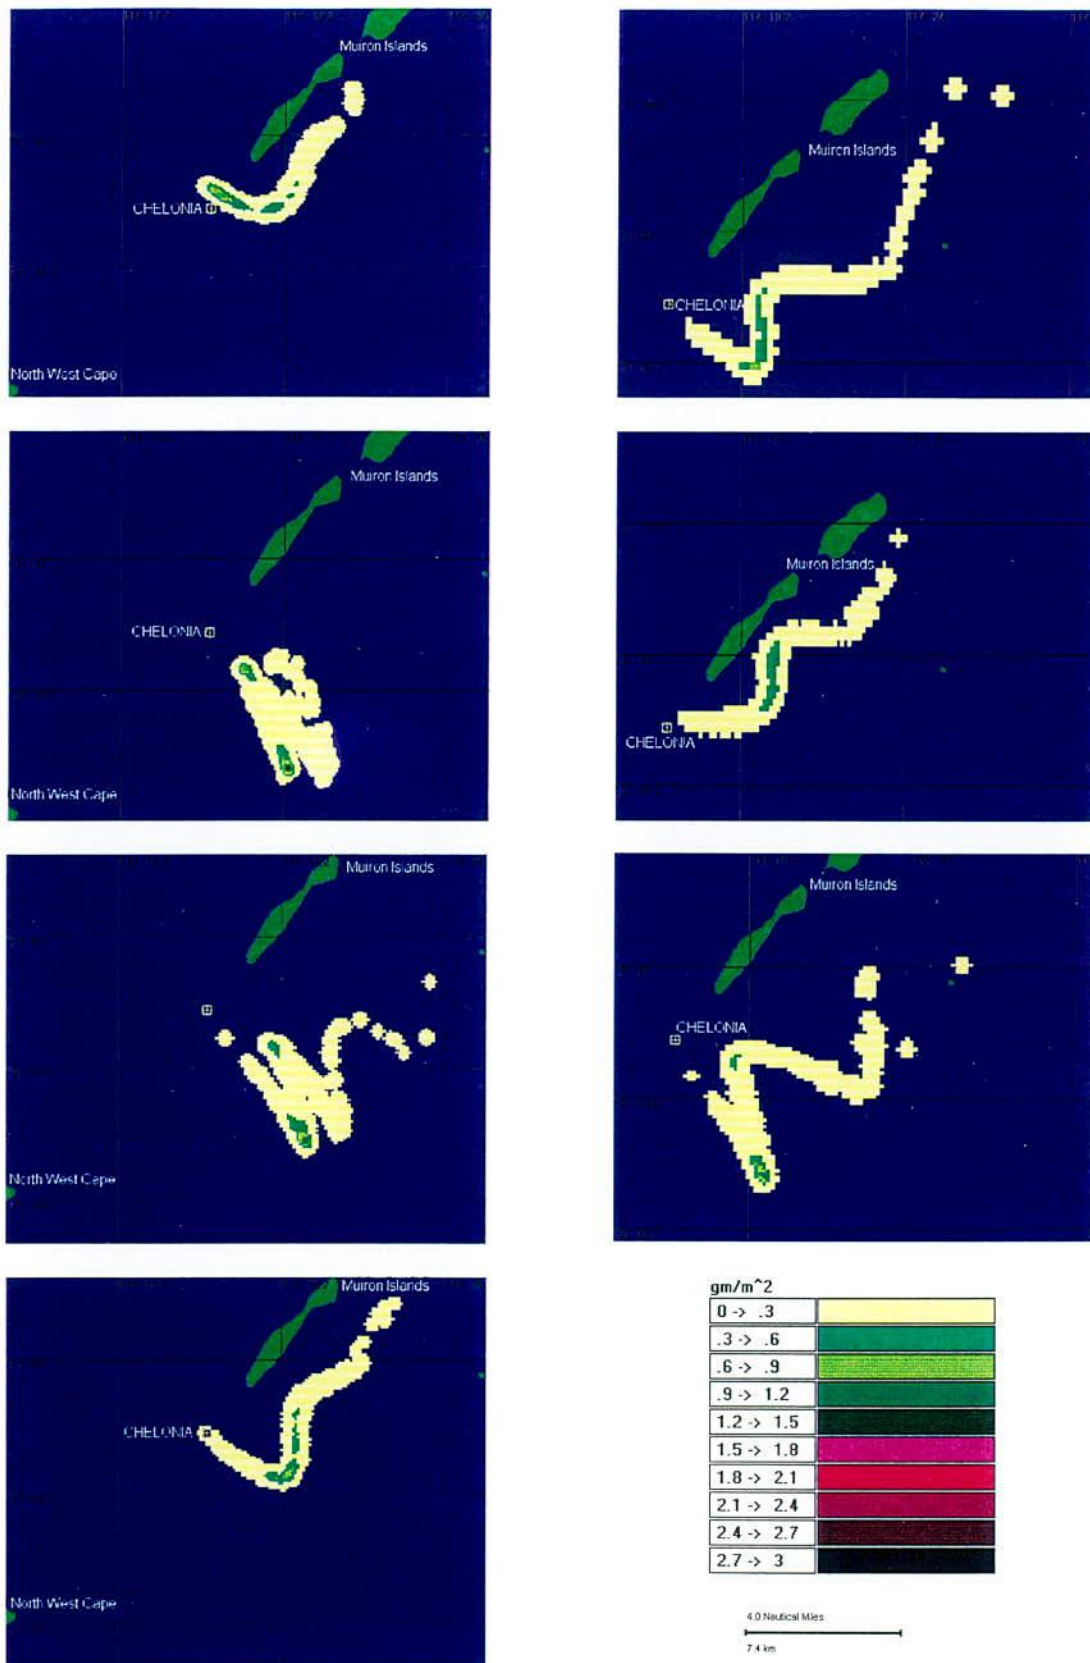 Muiron Islands
CHELONIA
North West Cape
Muiron Islands
CHELONIA
Muiron Islands
CHELONIA
North West Cape
Muiron Islands
CHELONIA
Muiron Islands
North West Cape
Muiron Islands
CHELONIA
Muiron Islands
CHELONIA
North West Cape
gm/m^2
0 -> .3
.3 -> .6
.6 -> .9
.9 -> 1.2
1.2 -> 1.5
1.5 -> 1.8
1.8 -> 2.1
2.1 -> 2.4
2.4 -> 2.7
2.7 -> 3
4.0 Nautical Miles
7.4 km